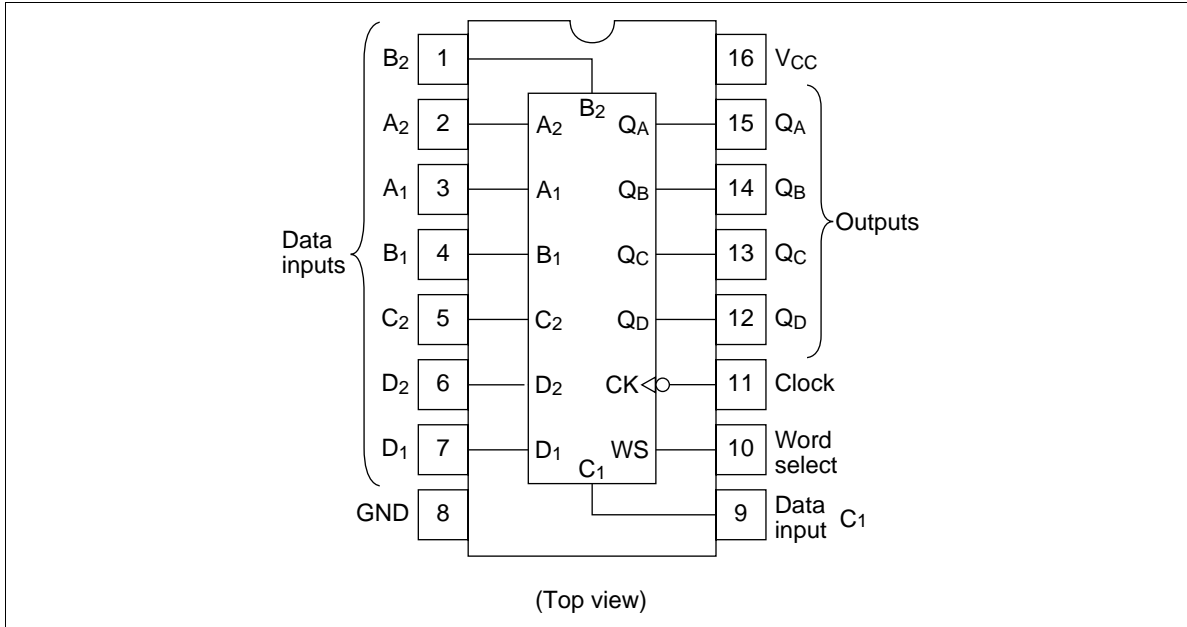 B2 1
A2 2
A1 3
B1 4
C2 5
D2 6
D1 7
GND 8
Data
inputs
B2
A2 QA
A1 QB
B1 QC
C2 QD
D2 CK
D1 WS
C1
16 VCC
15 QA
14 QB
13 QC
12 QD
Outputs
11 Clock
10 Word
select
9 Data
input C1
(Top view)